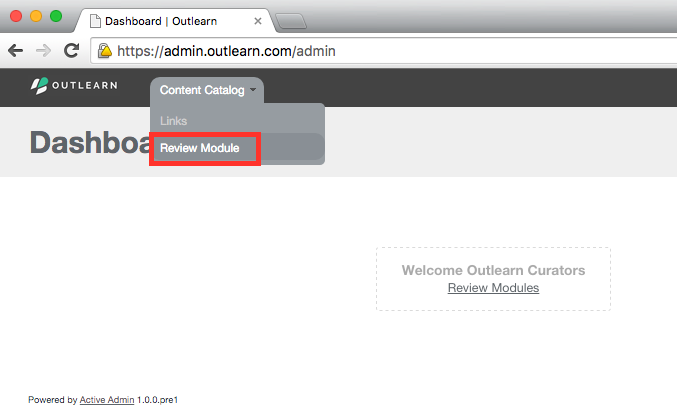 Dashboard | Outlearn
https://admin.outlearn.com/admin
OUTLEARN
Content Catalog
Links
Dashboa
Review Module
Welcome Outlearn Curators
Review Modules
Powered by Active Admin 1.0.0.pre1